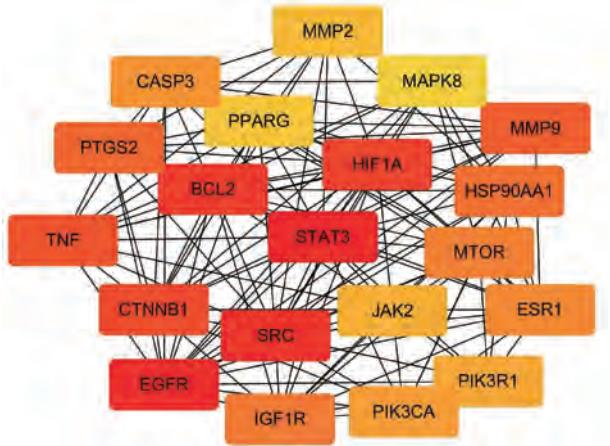 MMP2
CASP3
MAPK8
PPARG
MMP9
PTGS2
HIF1A
BCL2
HSP90AA1
TNF
STAT3
MTOR
CTNNB1
JAK2
ESR1
SRC
EGFR
PIK3R1
IGF1R
PIK3CA